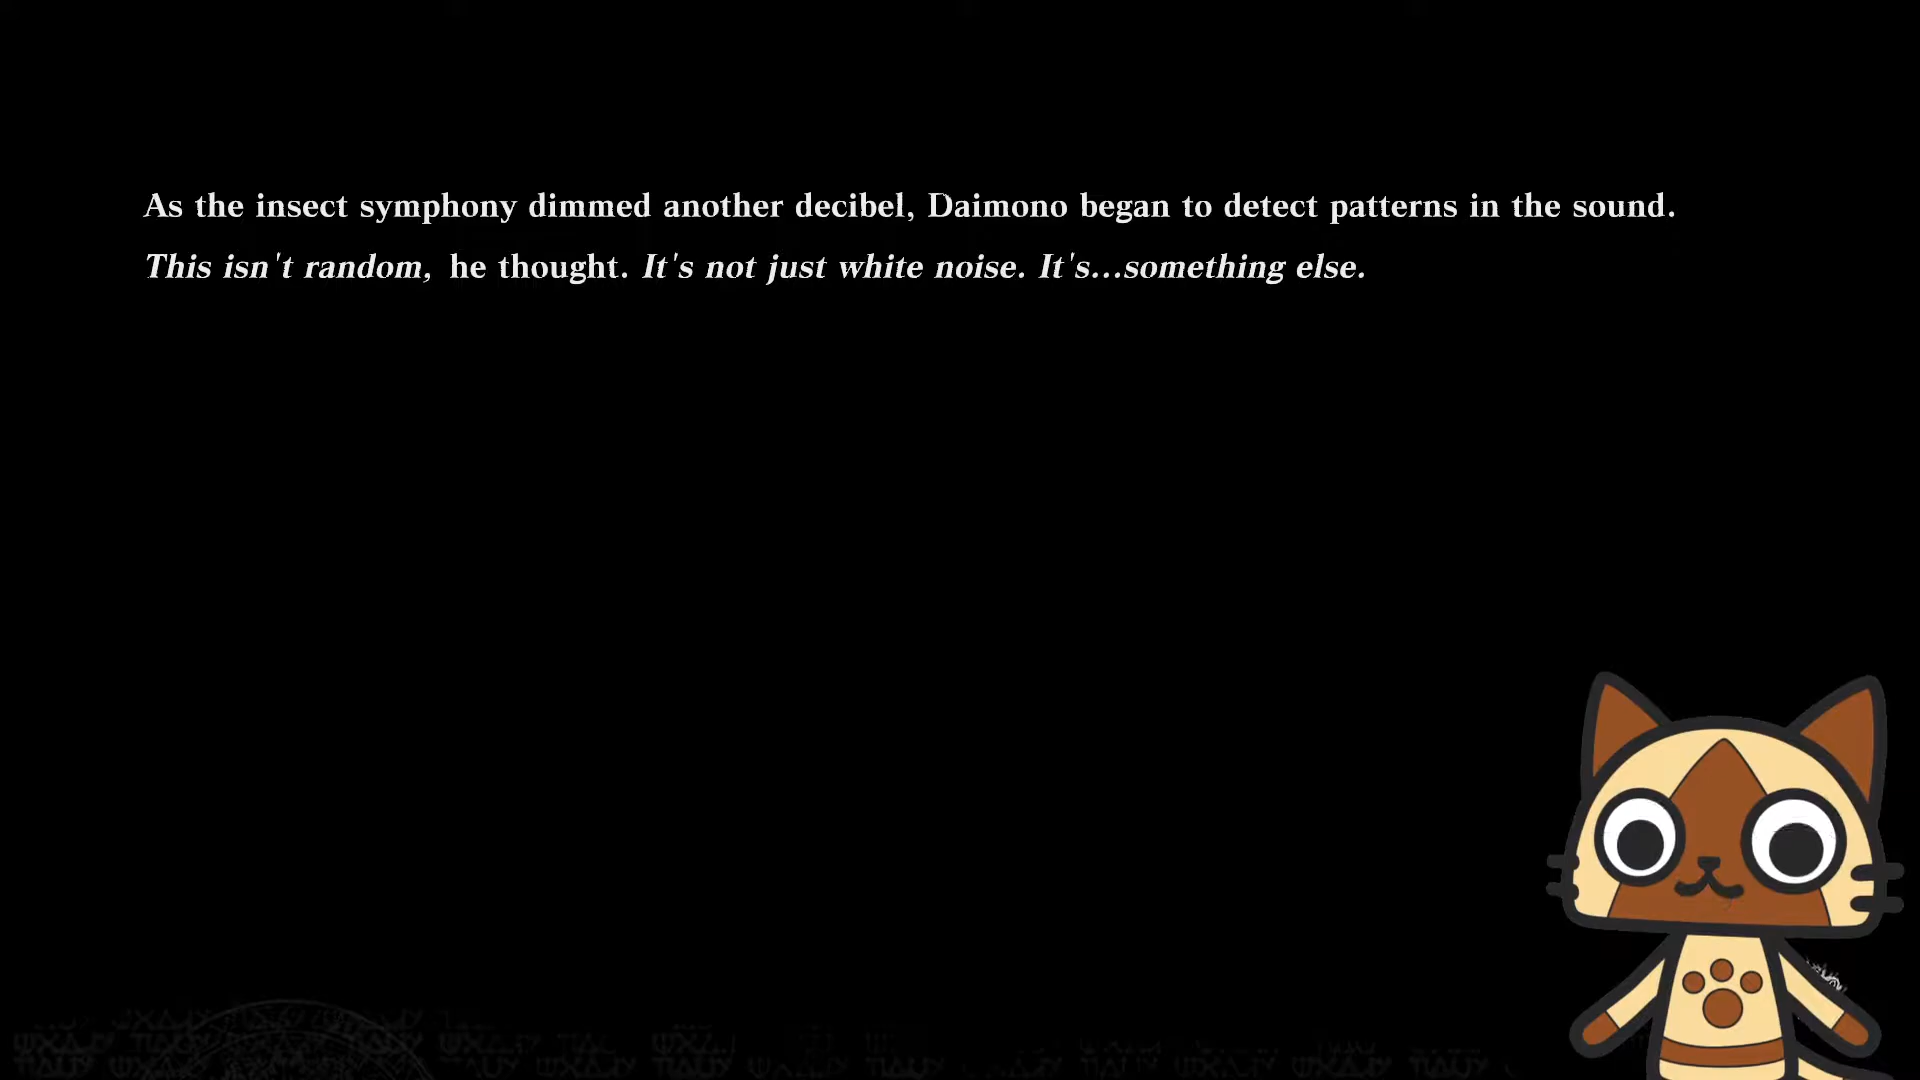 As the insect symphony dimmed another decibel, Daimono began to detect patterns in the sound.
This isn't random, he thought. It's not just white noise. It's...something else.